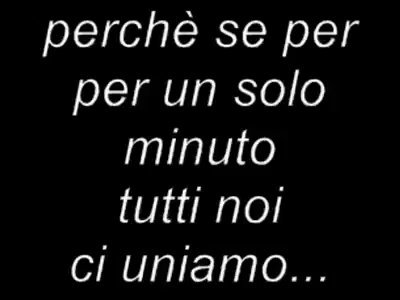 perchè se per
per un solo
minuto
tutti noi
ci uniamo...